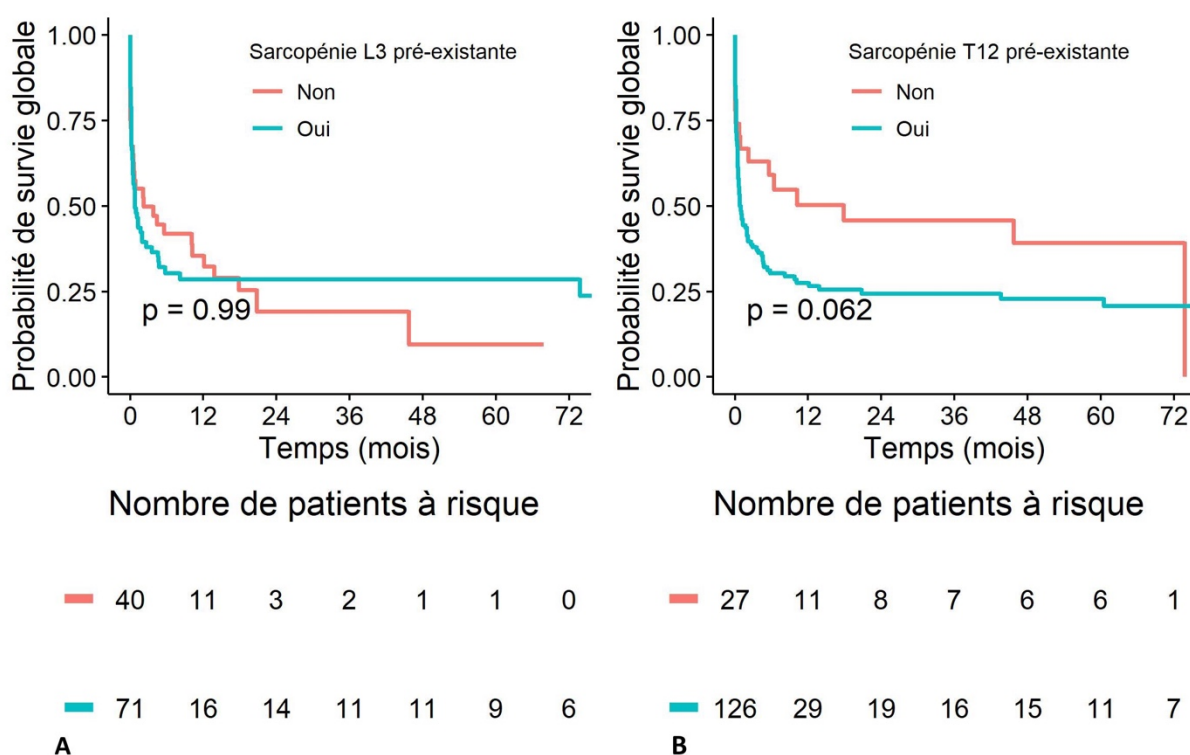 Probabilité de survie globale
1.00
0.75
0.50
0.25
0.00
Sarcopénie L3 pré-existante
Non
Oui
p = 0.99
0 12 24 36 48 60 72
Temps (mois)
Nombre de patients à risque
40 11 3 2 1 1 0
71 16 14 11 11 9 6
A
Probabilité de survie globale
1.00
0.75
0.50
0.25
0.00
Sarcopénie T12 pré-existante
Non
Oui
p = 0.062
0 12 24 36 48 60 72
Temps (mois)
Nombre de patients à risque
27 11 8 7 6 6 1
126 29 19 16 15 11 7
B